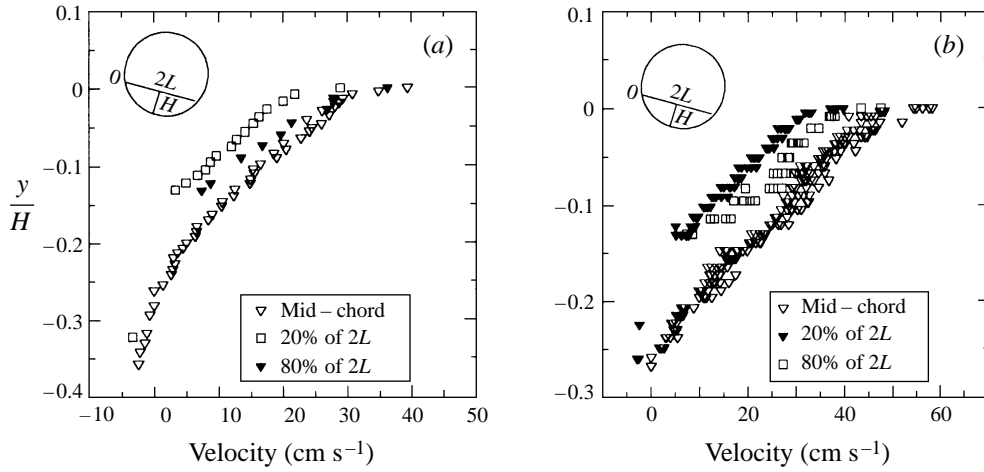 0.1
0
−0.1
−0.2
−0.3
−0.4
y
H
(a)
0
2L
H
Mid – chord
20% of 2L
80% of 2L
−10
0
10
20
30
40
50
Velocity (cm s−1)
0.1
0
−0.1
−0.2
−0.3
(b)
0
2L
H
Mid – chord
20% of 2L
80% of 2L
0
20
40
60
Velocity (cm s−1)